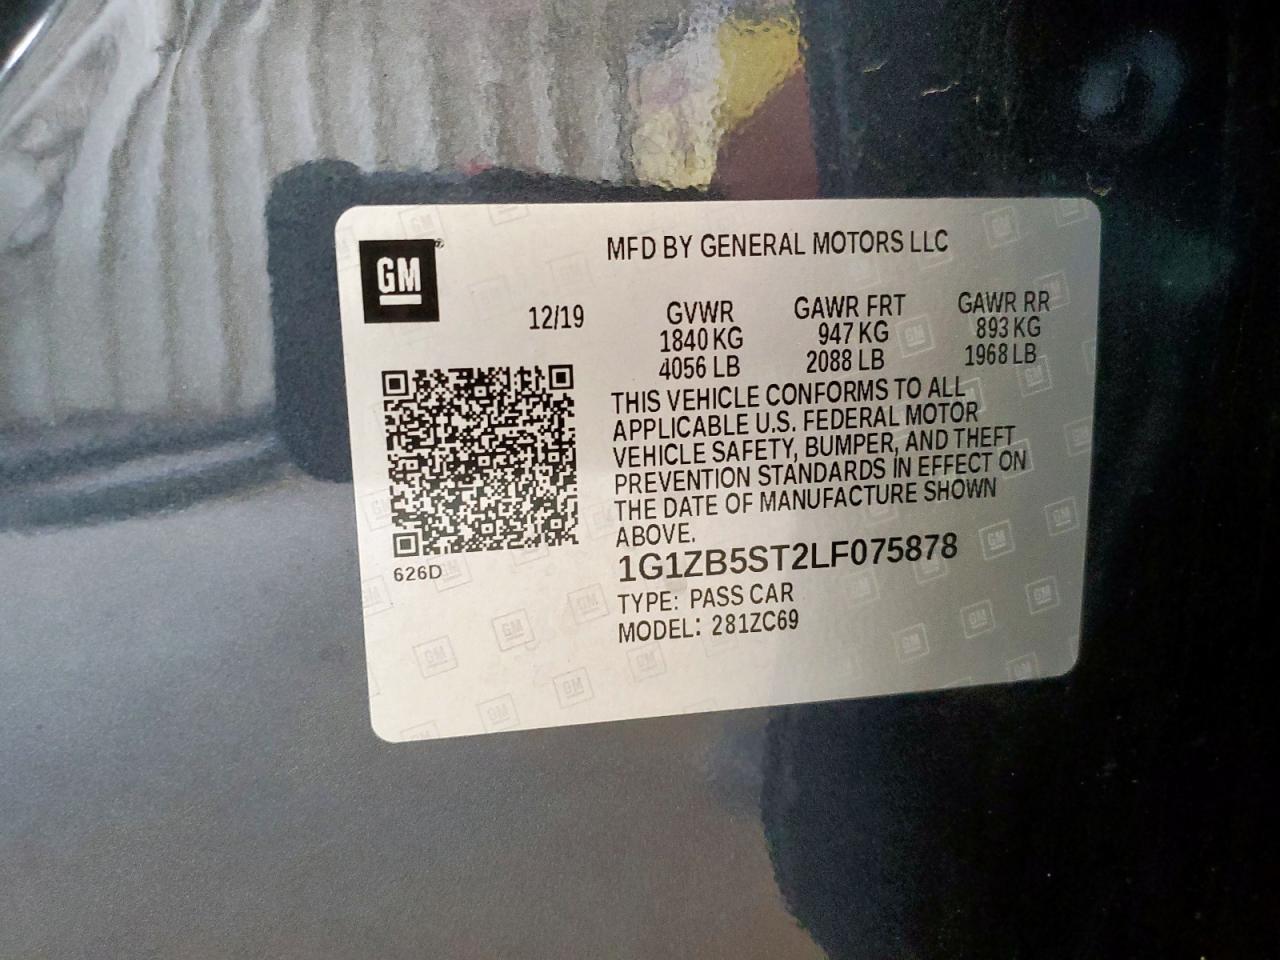 GM
MFD BY GENERAL MOTORS LLC
12/19
GVWR GAWR FRT GAWR RR
1840 KG 947 KG 893 KG
4056 LB 2088 LB 1968 LB
THIS VEHICLE CONFORMS TO ALL
APPLICABLE U.S. FEDERAL MOTOR
VEHICLE SAFETY, BUMPER, AND THEFT
PREVENTION STANDARDS IN EFFECT ON
THE DATE OF MANUFACTURE SHOWN
ABOVE.
626D
1G1ZB5ST2LF075878
TYPE: PASS CAR
MODEL: 281ZC69